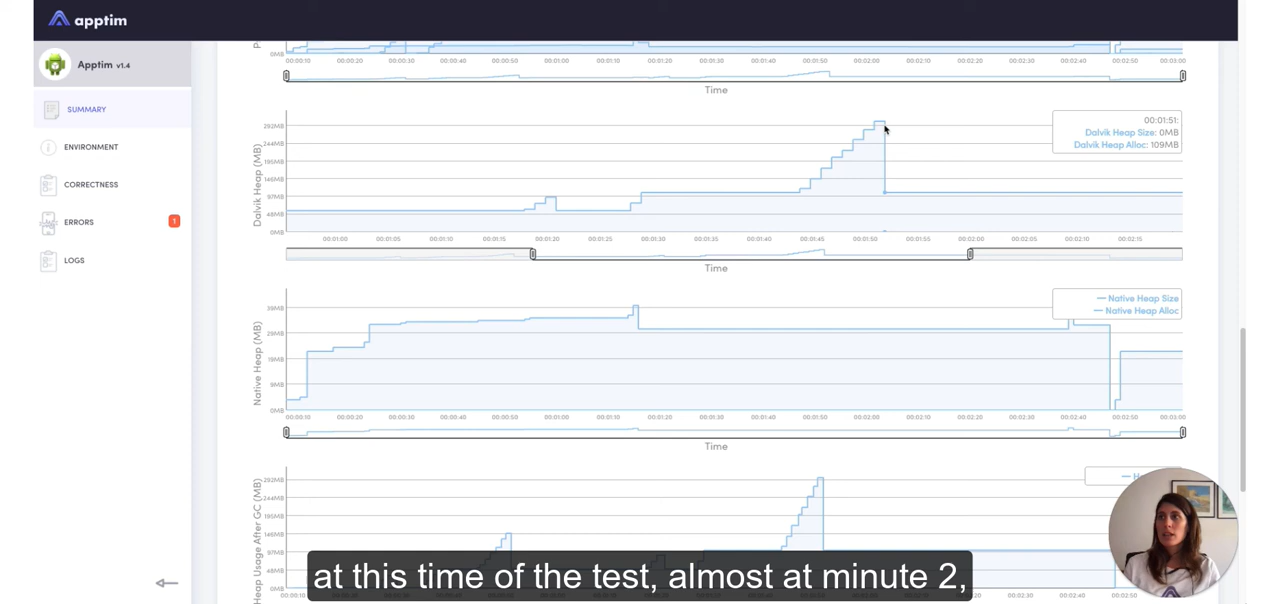 apptim
Apptim v1.4
SUMMARY
ENVIRONMENT
CORRECTNESS
ERRORS 1
LOGS
0MB
00:00:10 00:00:20 00:00:30 00:00:40 00:00:50 00:01:00 00:01:10 00:01:20 00:01:30 00:01:40 00:01:50 00:02:00 00:02:10 00:02:20 00:02:30 00:02:40 00:02:50 00:03:00
Time
Dalvik Heap (MB)
292MB
244MB
195MB
146MB
97MB
48MB
0MB
00:01:51:
Dalvik Heap Size: 0MB
Dalvik Heap Alloc: 109MB
00:01:00 00:01:05 00:01:10 00:01:15 00:01:20 00:01:25 00:01:30 00:01:35 00:01:40 00:01:45 00:01:50 00:01:55 00:02:00 00:02:05 00:02:10 00:02:15
Time
Native Heap (MB)
39MB
29MB
19MB
9MB
0MB
Native Heap Size
Native Heap Alloc
00:00:10 00:00:20 00:00:30 00:00:40 00:00:50 00:01:00 00:01:10 00:01:20 00:01:30 00:01:40 00:01:50 00:02:00 00:02:10 00:02:20 00:02:30 00:02:40 00:02:50 00:03:00
Time
Heap Usage After GC (MB)
292MB
244MB
195MB
146MB
97MB
48MB
0MB
at this time of the test, almost at minute 2,